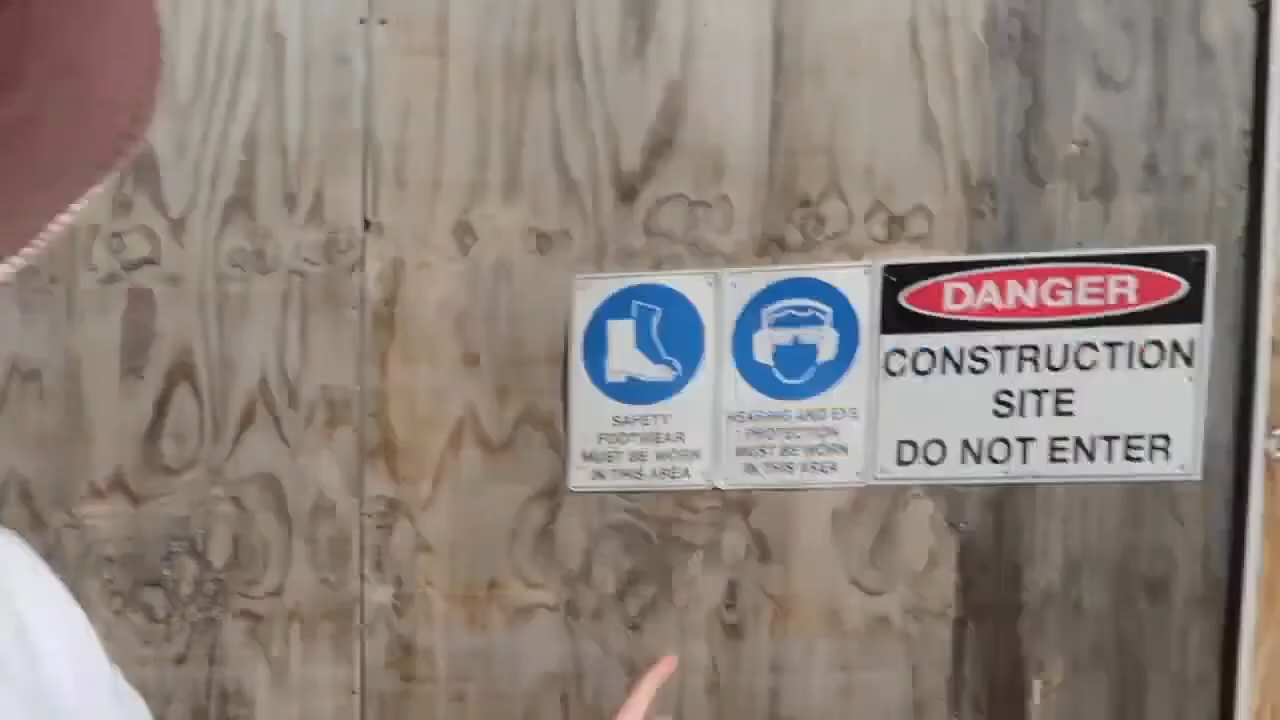 SAFETY
FOOTWEAR
MUST BE WORN
IN THIS AREA
HEARING AND EYE
PROTECTION
MUST BE WORN
IN THIS AREA
DANGER
CONSTRUCTION
SITE
DO NOT ENTER